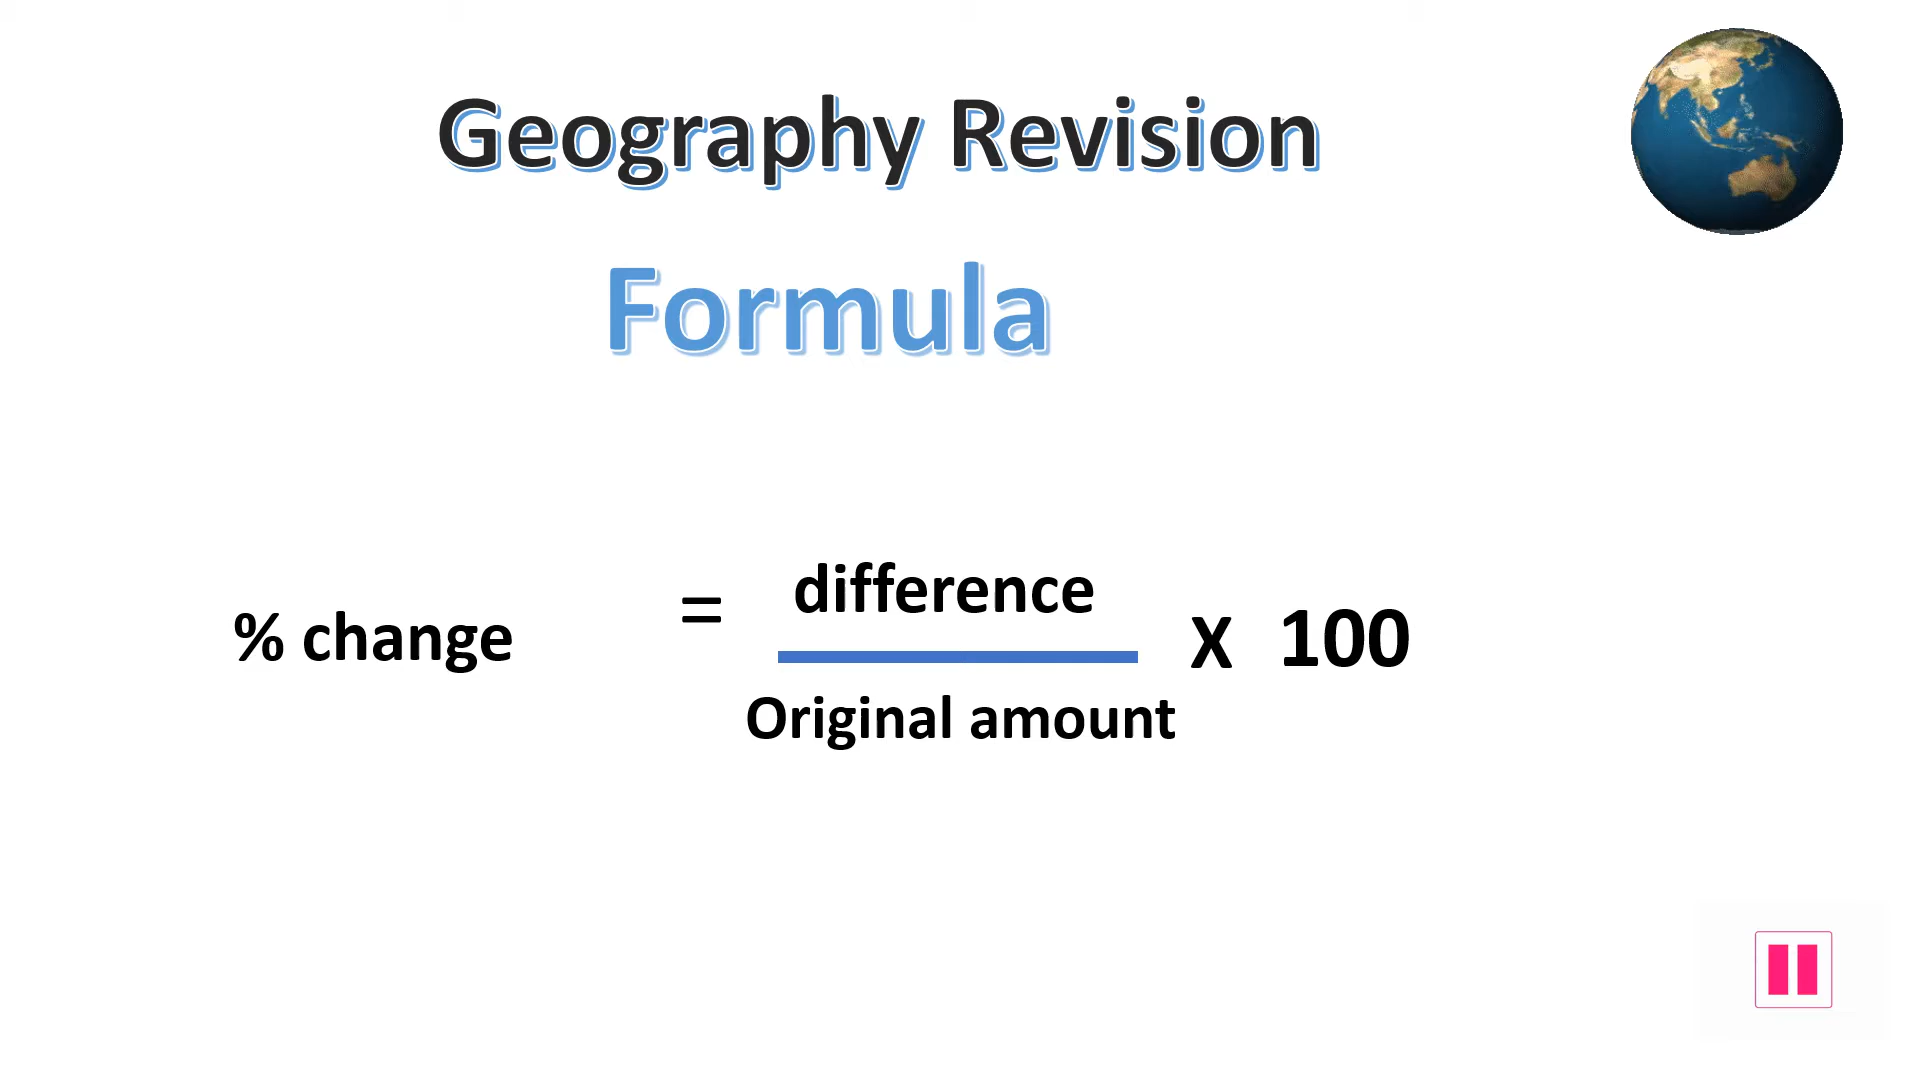 Geography Revision
Formula
difference
% change = X 100
Original amount